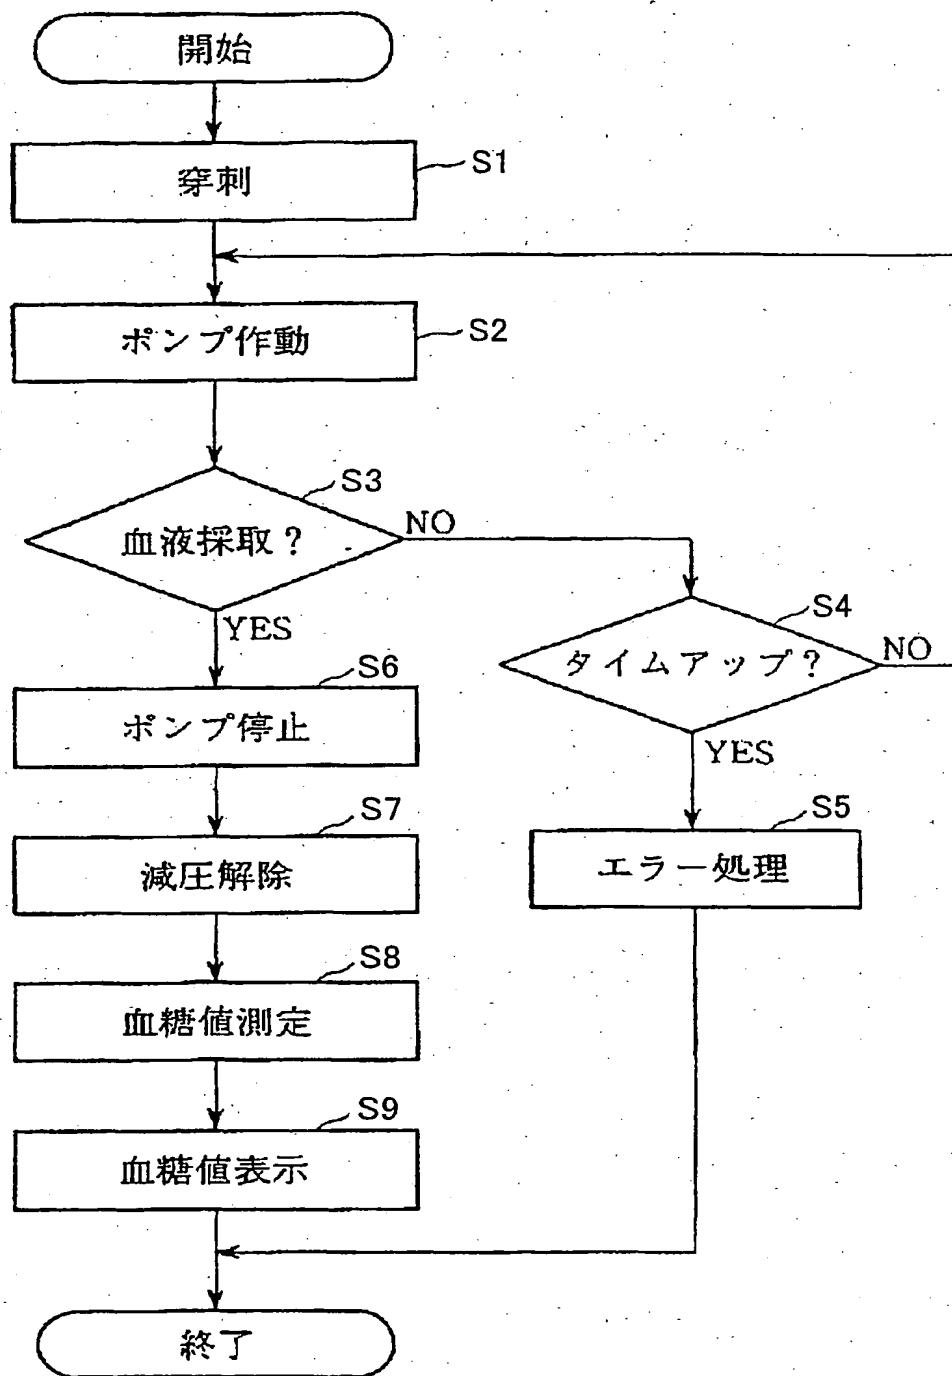 開始
穿刺
S1
ポンプ作動
S2
血液採取?
S3
NO
YES
タイムアップ?
S4
NO
YES
エラー処理
S5
ポンプ停止
S6
減圧解除
S7
血糖値測定
S8
血糖値表示
S9
終了